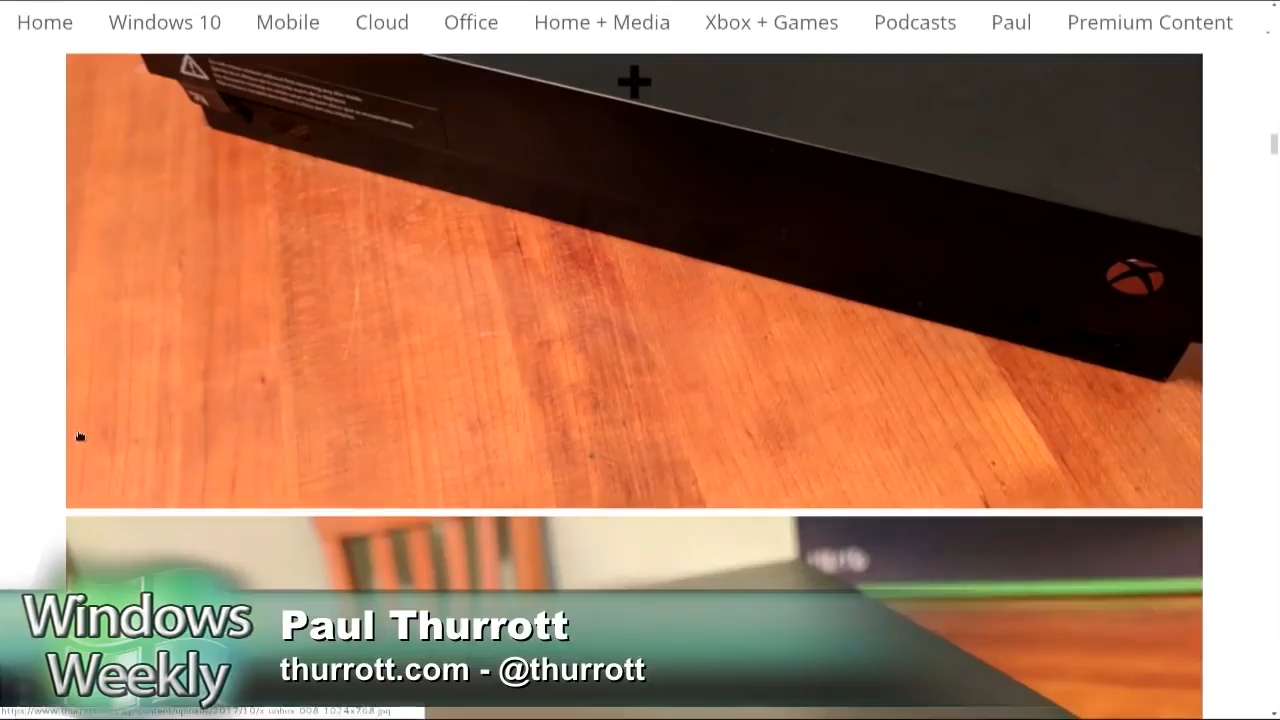 Home Windows 10 Mobile Cloud Office Home + Media Xbox + Games Podcasts Paul Premium Content
Windows
Weekly
Paul Thurrott
thurrott.com - @thurrott